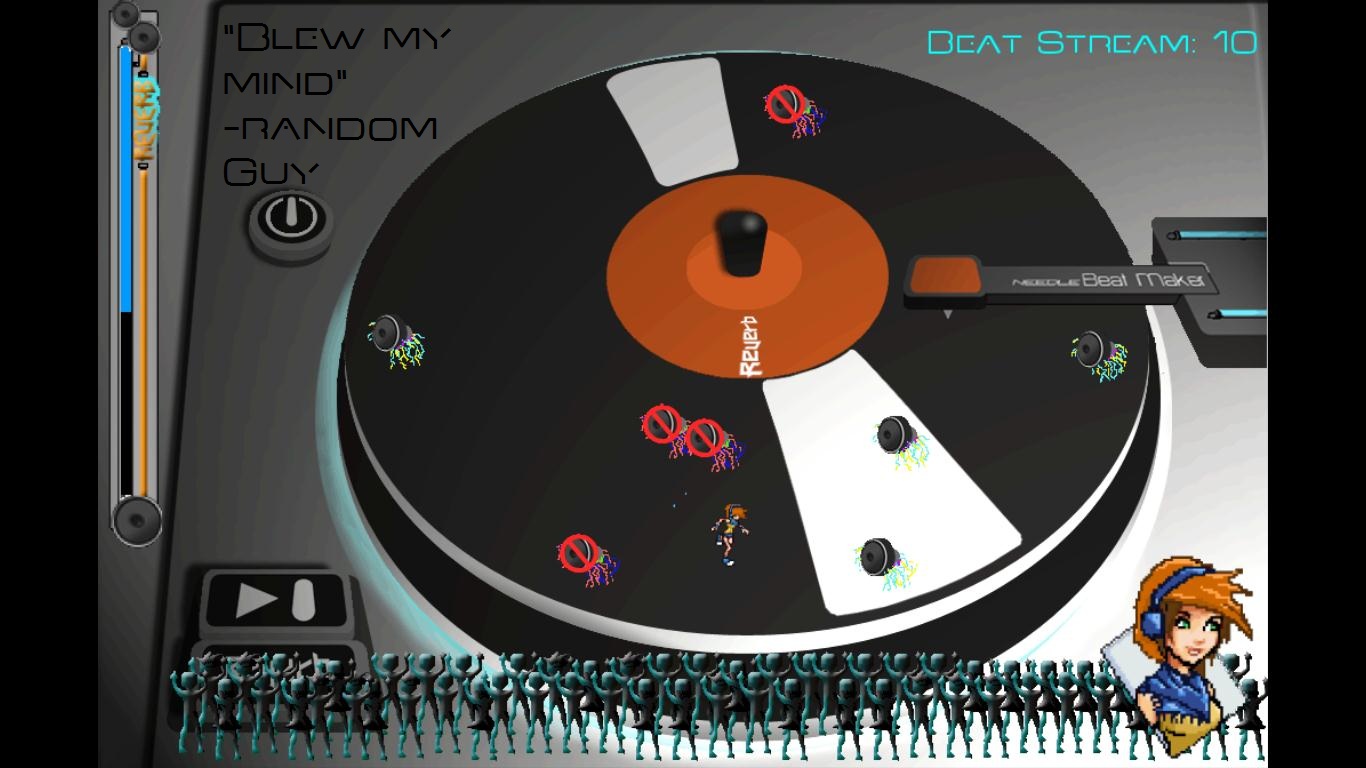 "Blew my
mind"
-random
Guy
Beat Stream: 10
NEEDLE Beat Maker
Reverb